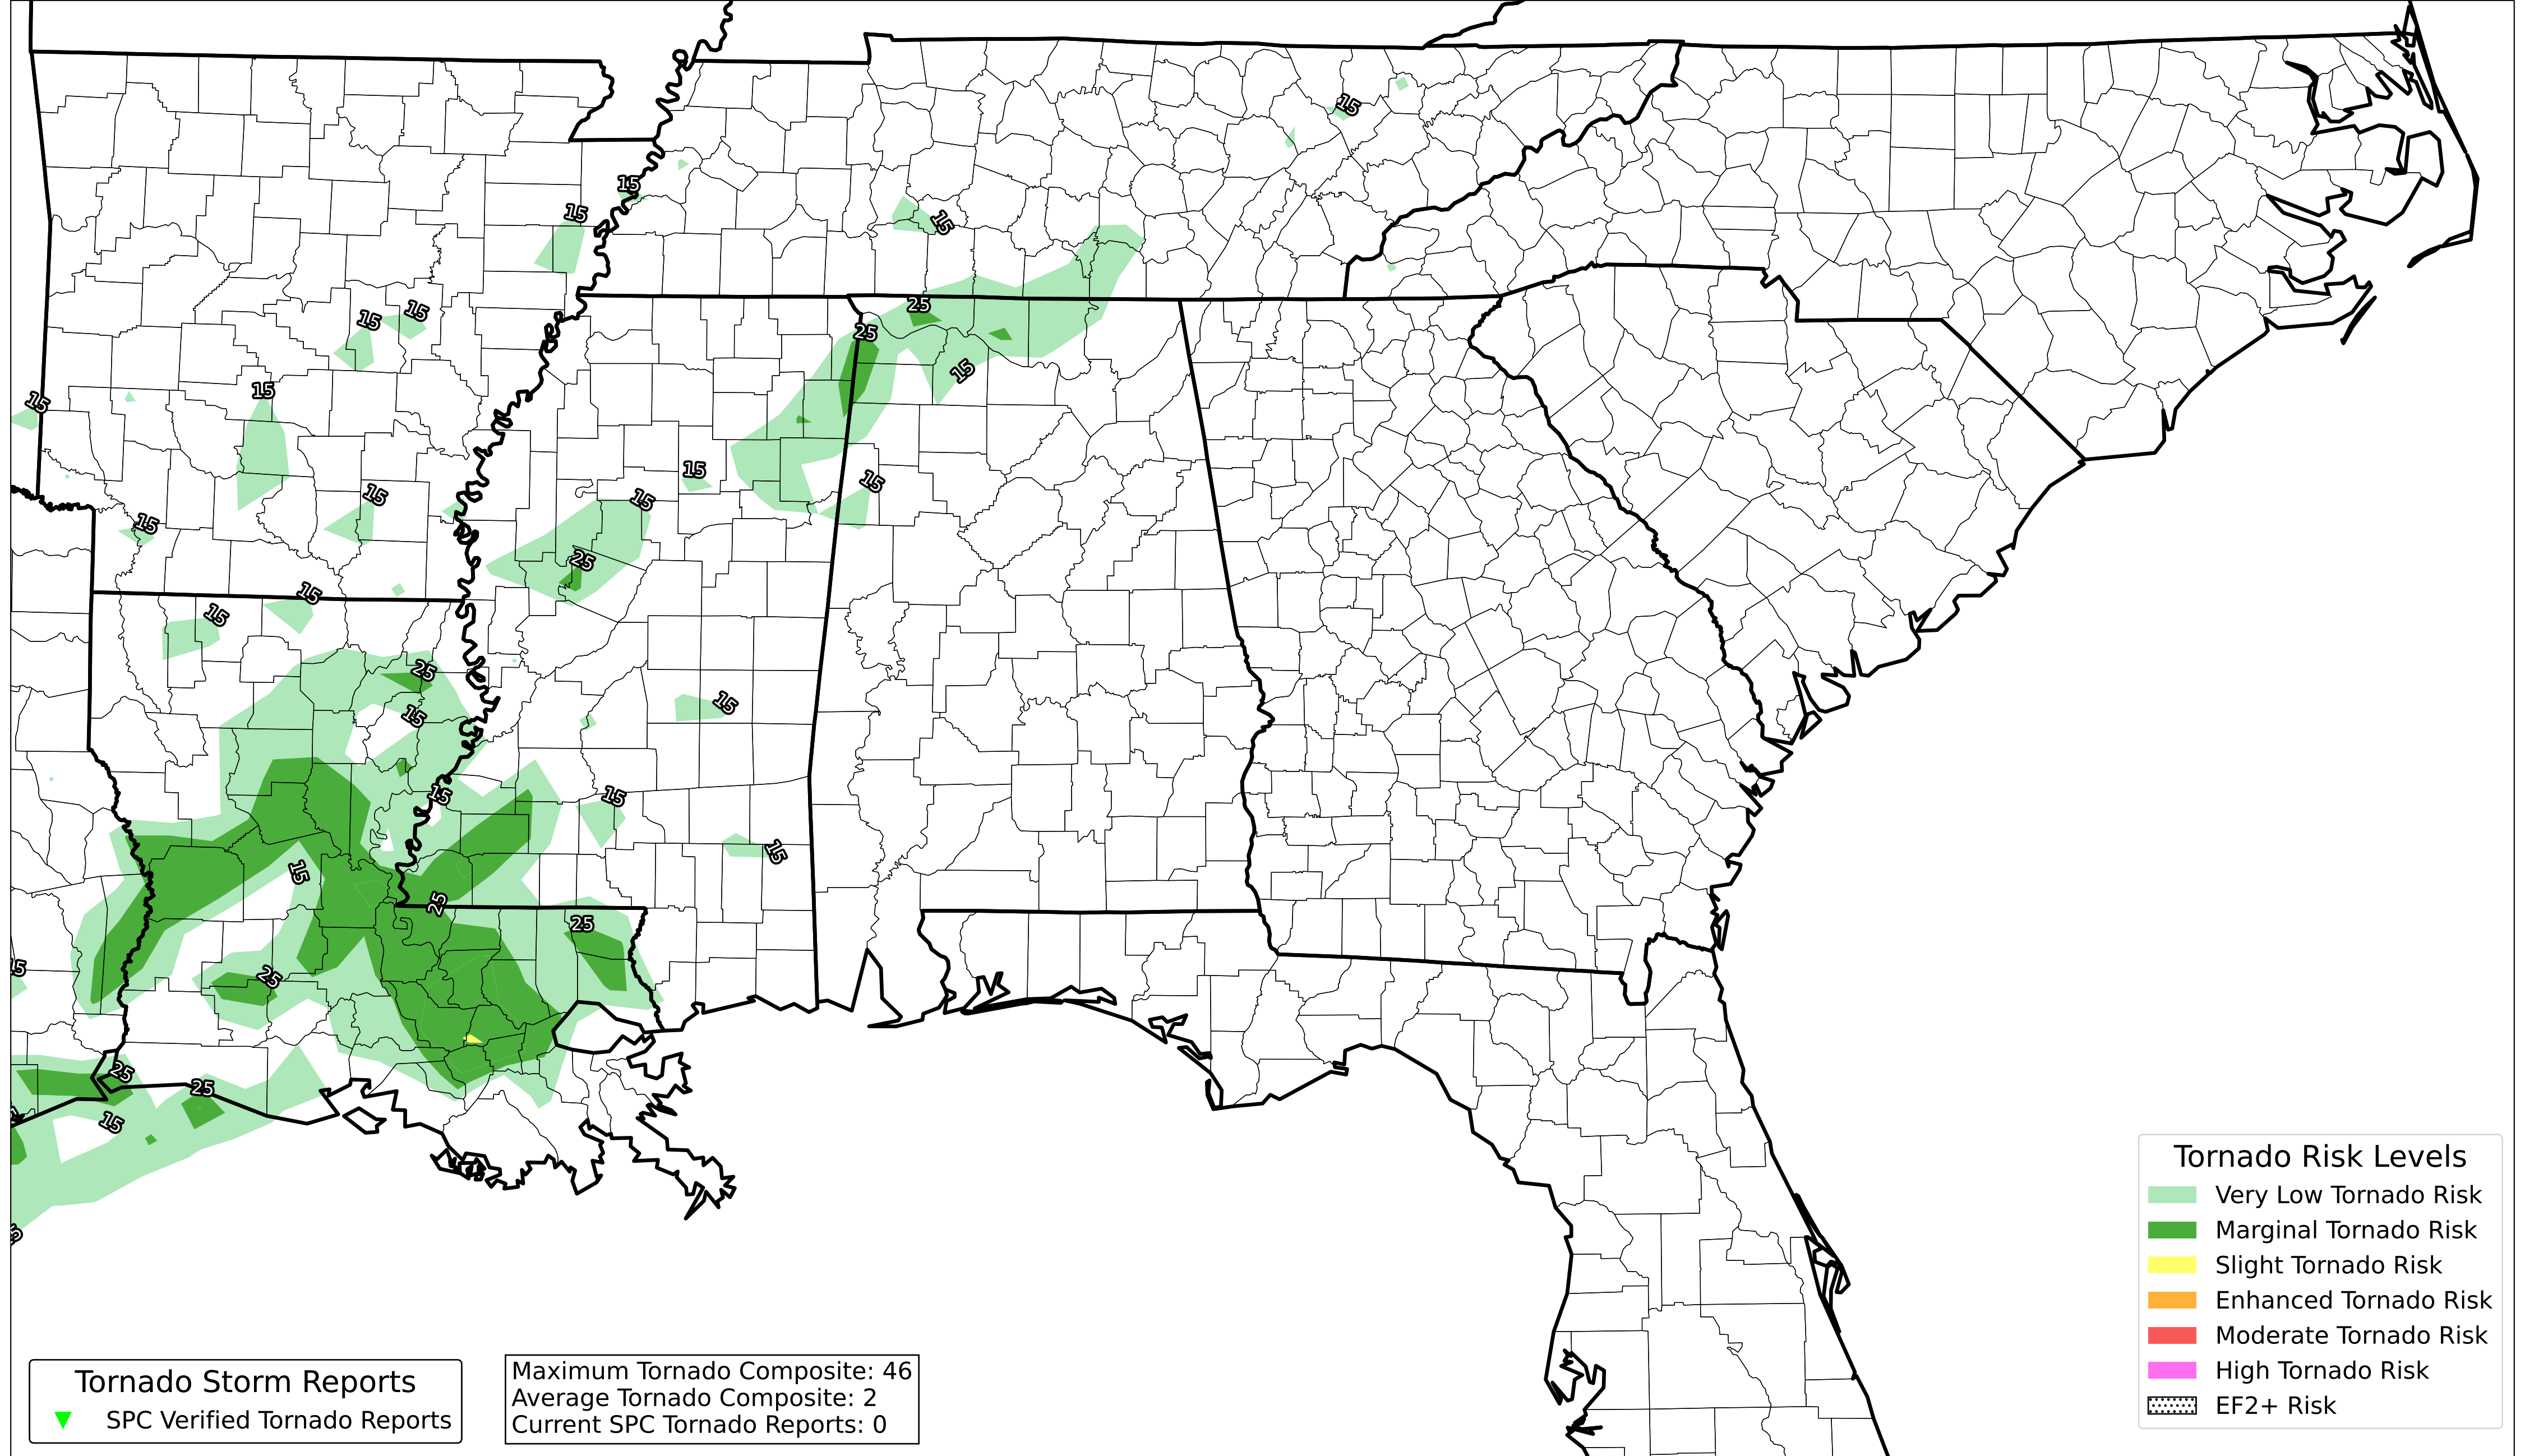 15
15
15
15
15
25
15
25
15
15
15
15
15
15
15
15
25
15
15
25
15
15
15
15
15
15
25
25
15
25
25
25
15
Tornado Risk Levels
Very Low Tornado Risk
Marginal Tornado Risk
Slight Tornado Risk
Enhanced Tornado Risk
Moderate Tornado Risk
High Tornado Risk
EF2+ Risk
Tornado Storm Reports
SPC Verified Tornado Reports
Maximum Tornado Composite: 46
Average Tornado Composite: 2
Current SPC Tornado Reports: 0